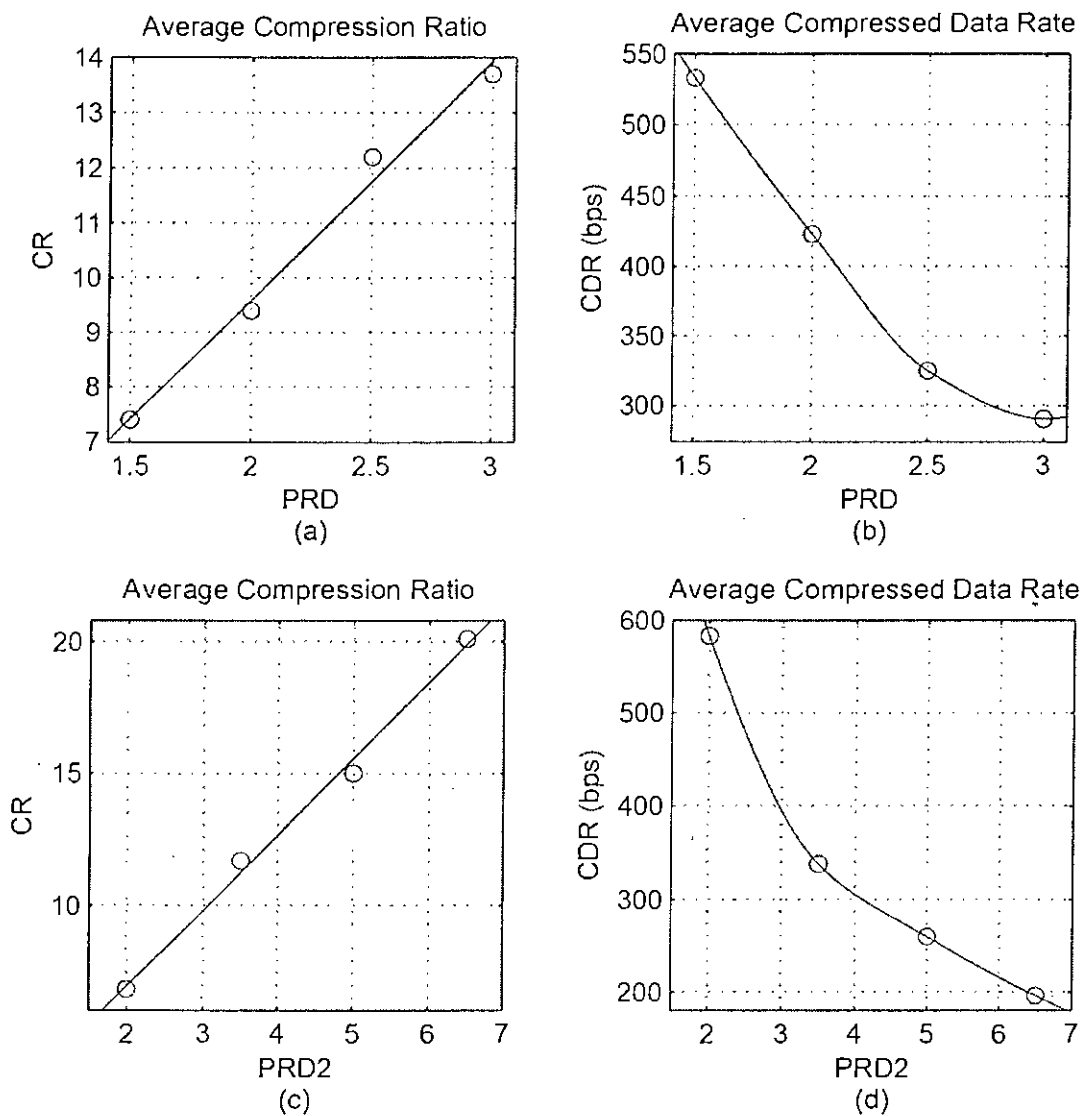 Average Compression Ratio
14
13
12
11
10
9
8
7
CR
1.5 2 2.5 3
PRD
(a)
Average Compressed Data Rate
550
500
450
400
350
300
CDR (bps)
1.5 2 2.5 3
PRD
(b)
Average Compression Ratio
20
15
10
CR
2 3 4 5 6 7
PRD2
(c)
Average Compressed Data Rate
600
500
400
300
200
CDR (bps)
2 3 4 5 6 7
PRD2
(d)